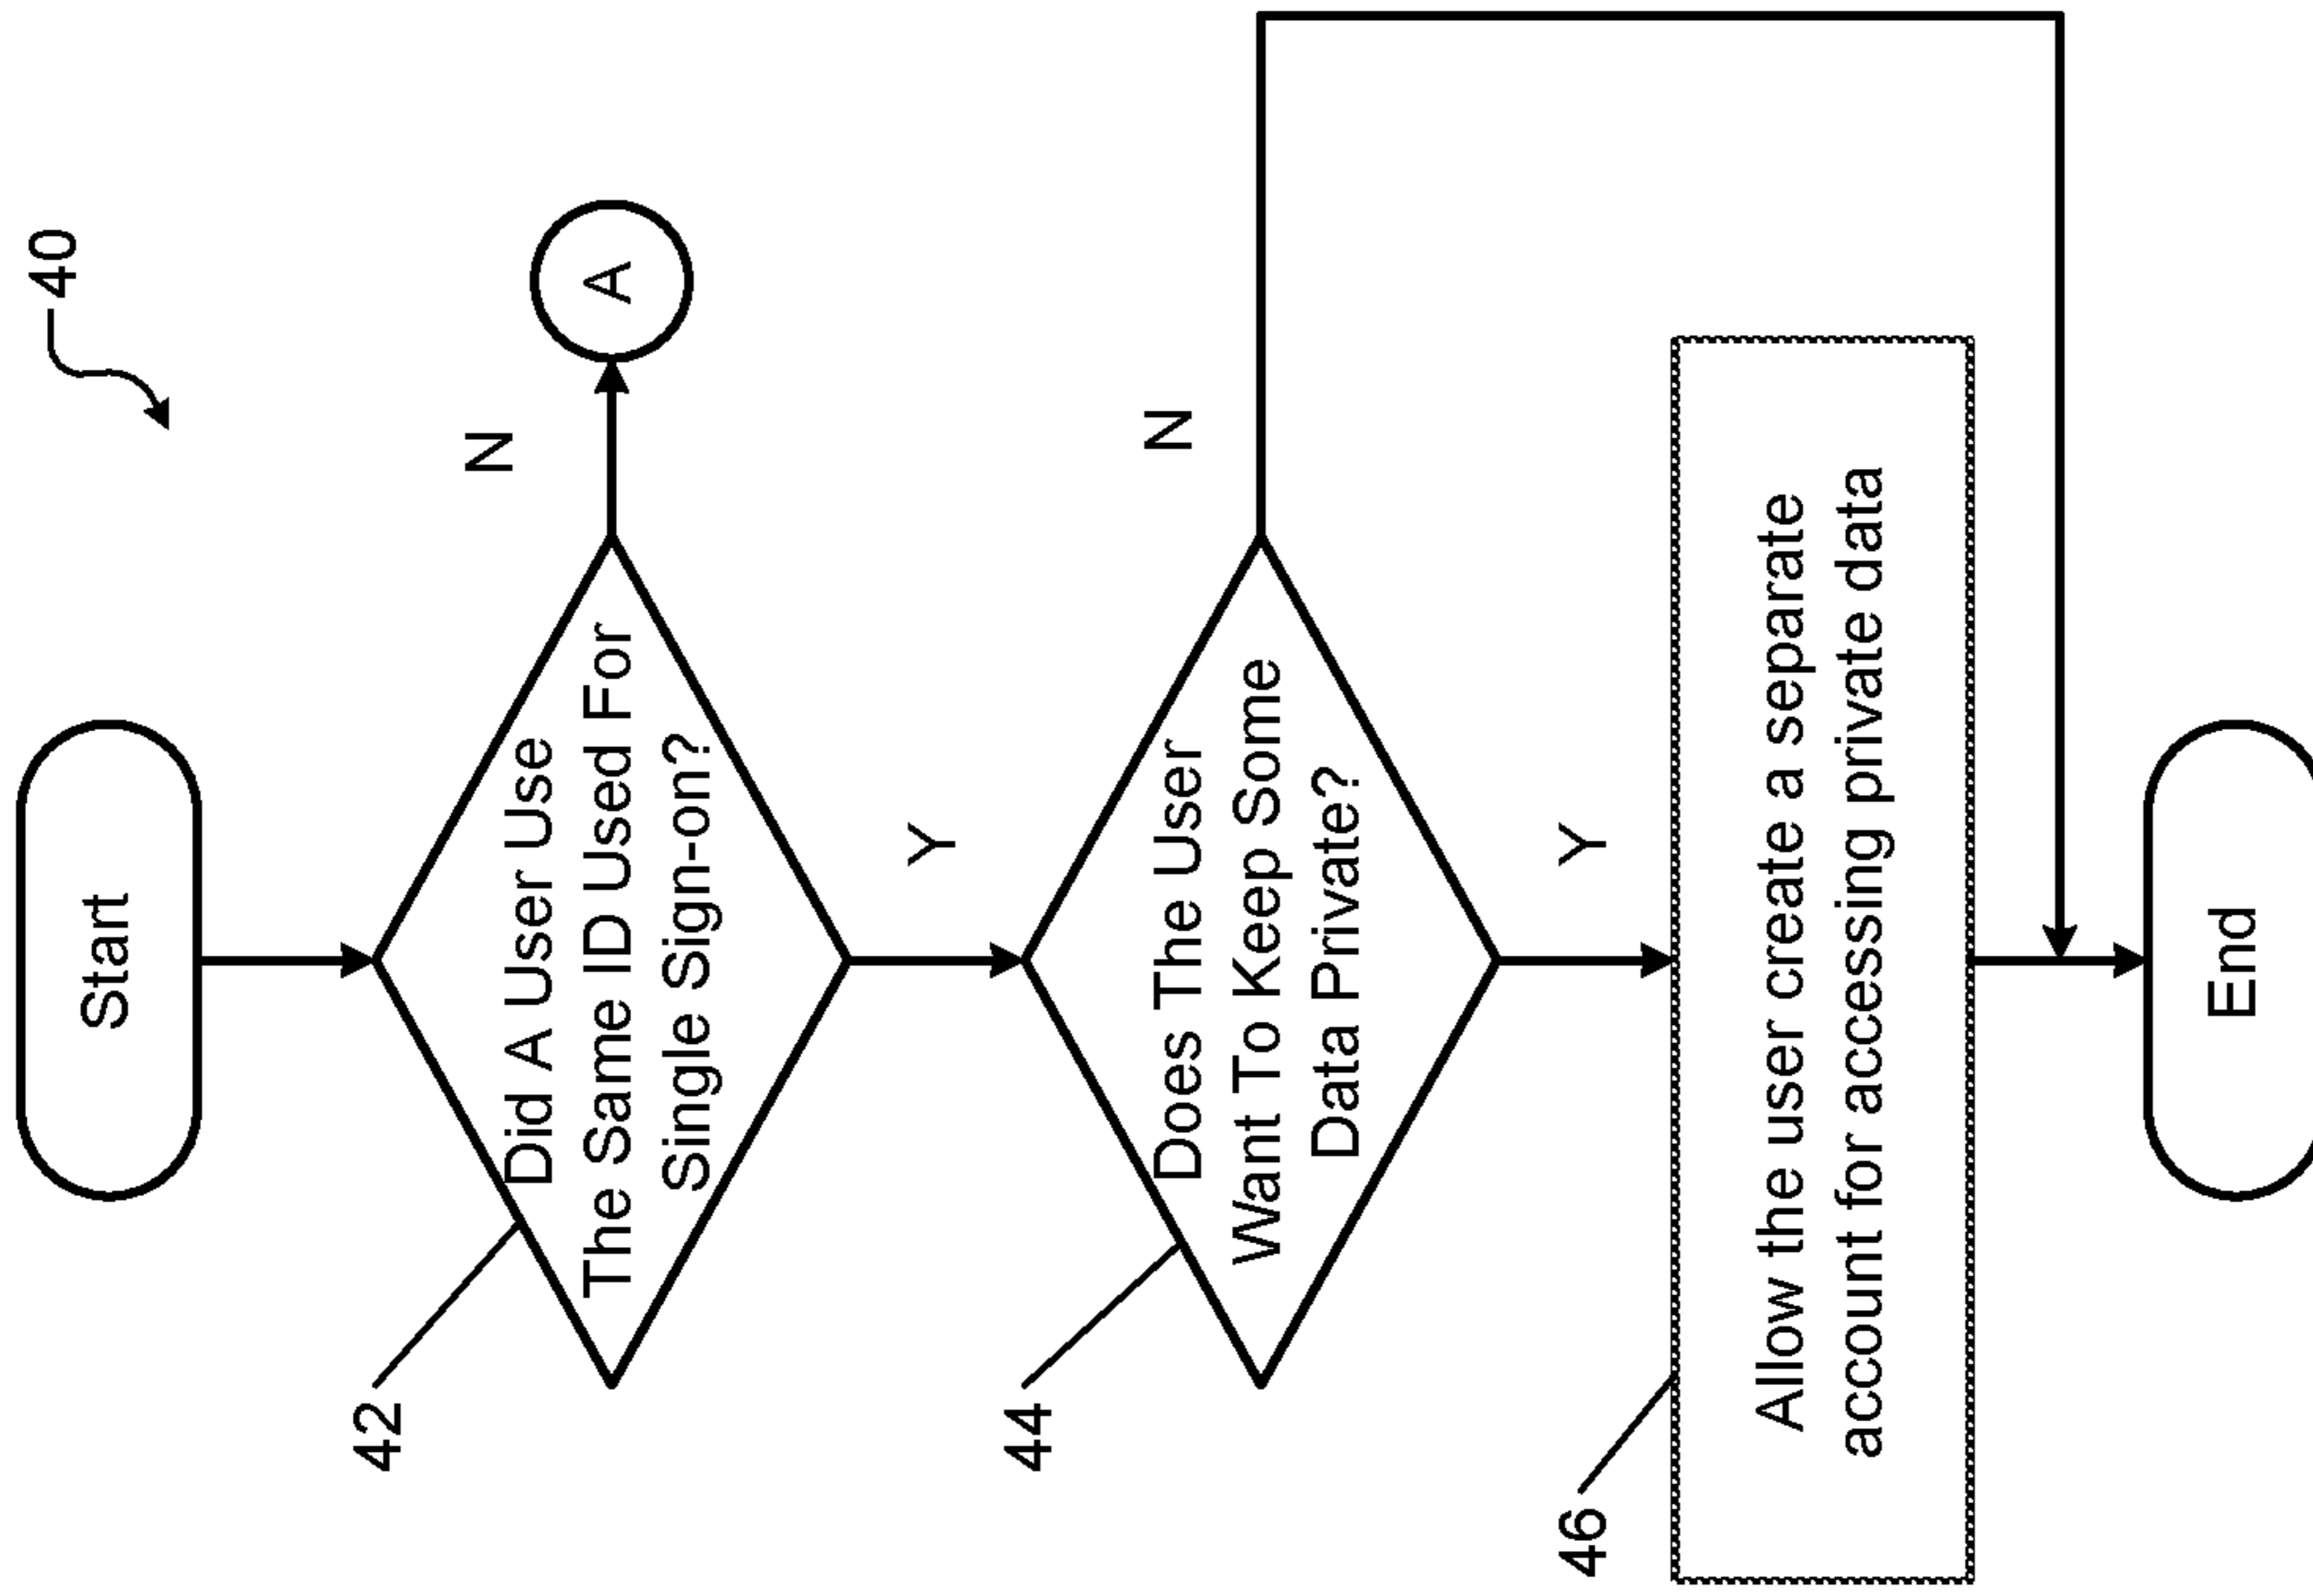 40
Start
42
Did A User Use
The Same ID Used For
Single Sign-on?
N
A
Y
44
Does The User
Want To Keep Some
Data Private?
N
Y
46
Allow the user create a separate
account for accessing private data
End